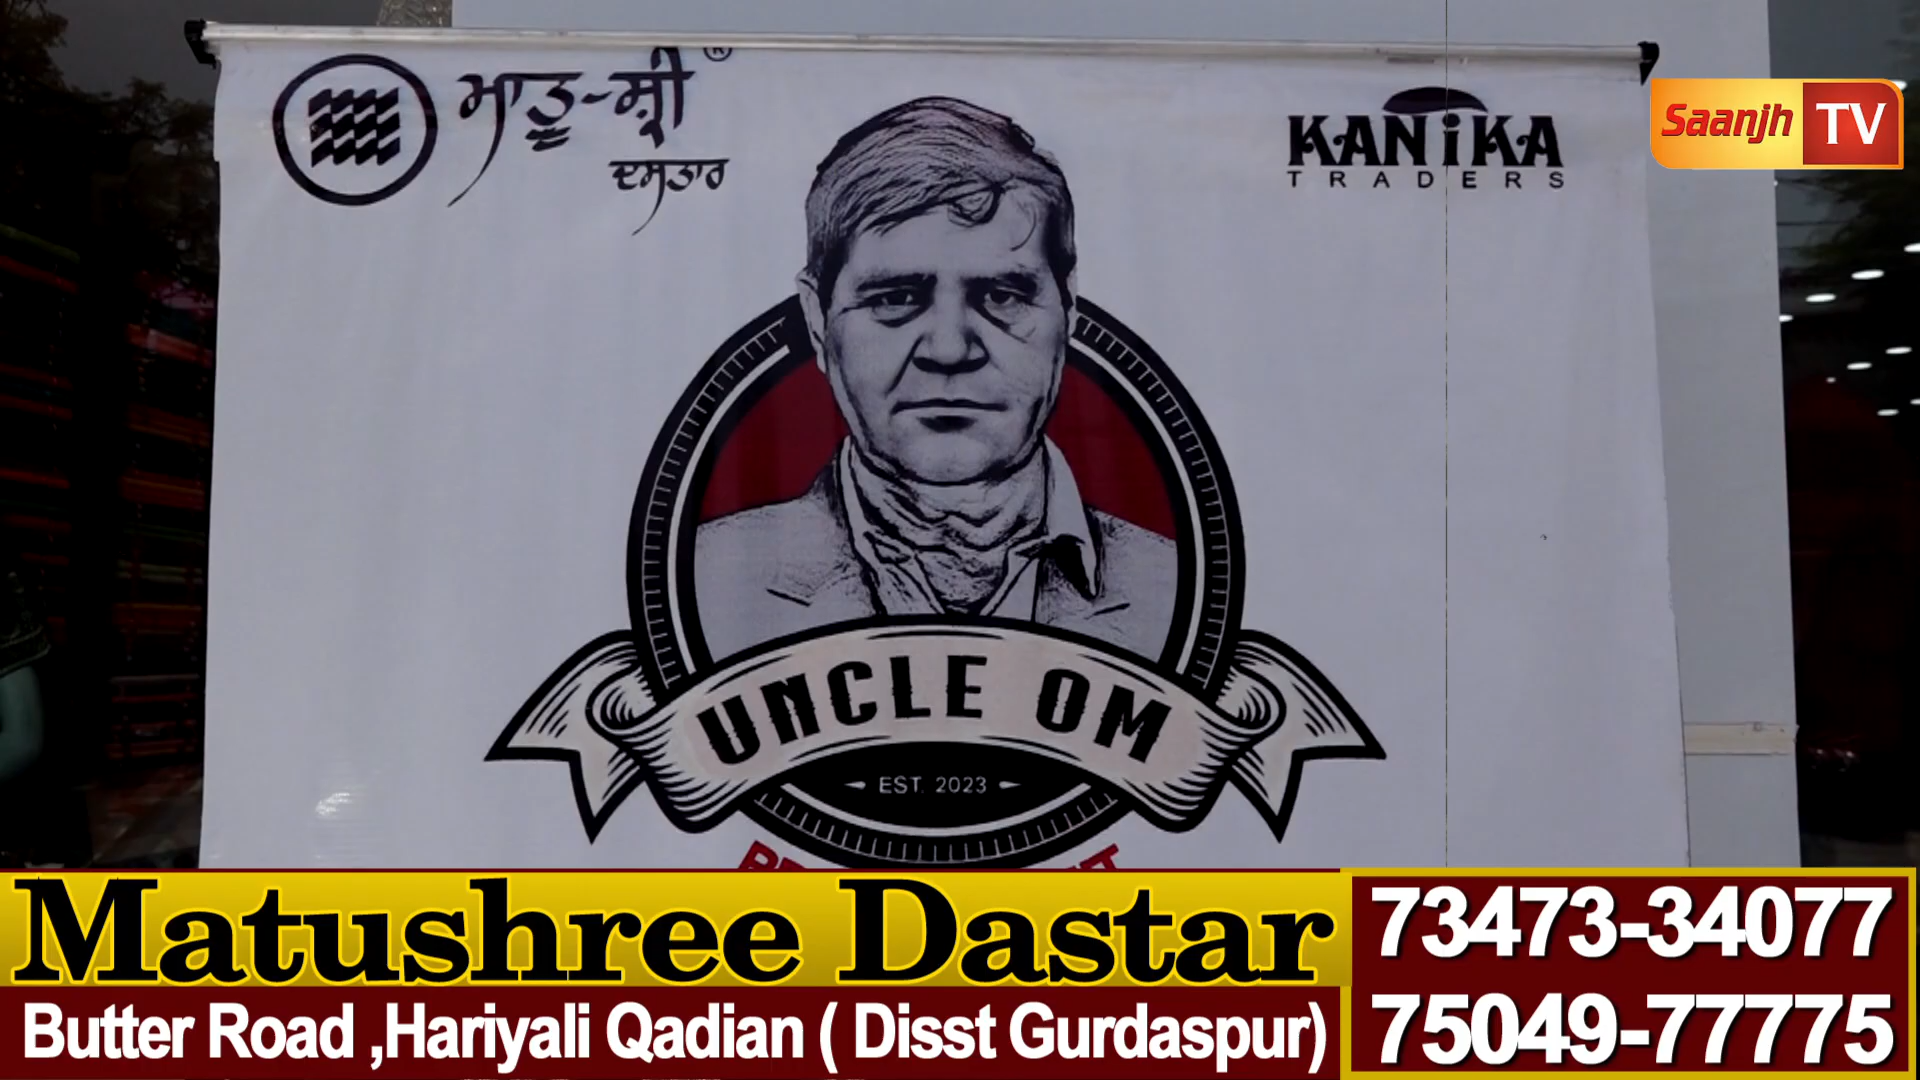 ਮਾਤੂ-ਸ਼੍ਰੀ ®
ਦਸਤਾਰ
KANiKA
TRADERS
Saanjh TV
UNCLE OM
EST. 2023
Matushree Dastar
Butter Road ,Hariyali Qadian ( Disst Gurdaspur)
73473-34077
75049-77775